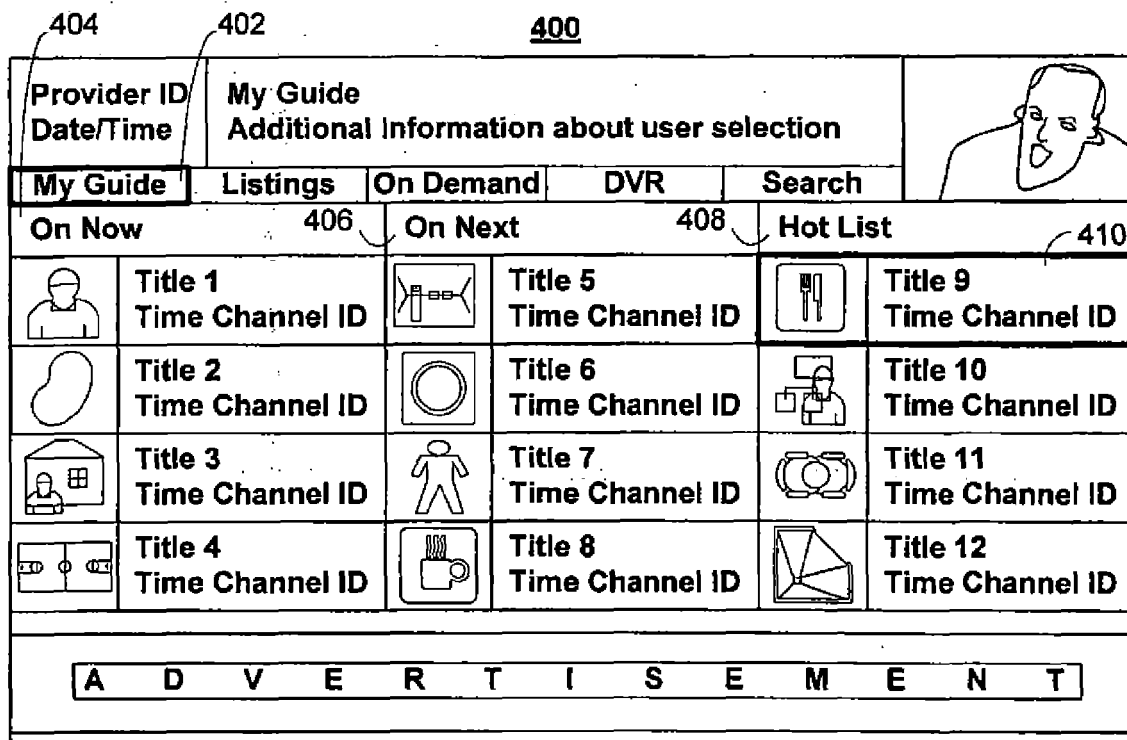 404 402 400
Provider ID
Date/Time
My Guide
Additional Information about user selection
My Guide Listings On Demand DVR Search
On Now 406 On Next 408 Hot List 410
Title 1
Time Channel ID
Title 5
Time Channel ID
Title 9
Time Channel ID
Title 2
Time Channel ID
Title 6
Time Channel ID
Title 10
Time Channel ID
Title 3
Time Channel ID
Title 7
Time Channel ID
Title 11
Time Channel ID
Title 4
Time Channel ID
Title 8
Time Channel ID
Title 12
Time Channel ID
A D V E R T I S E M E N T